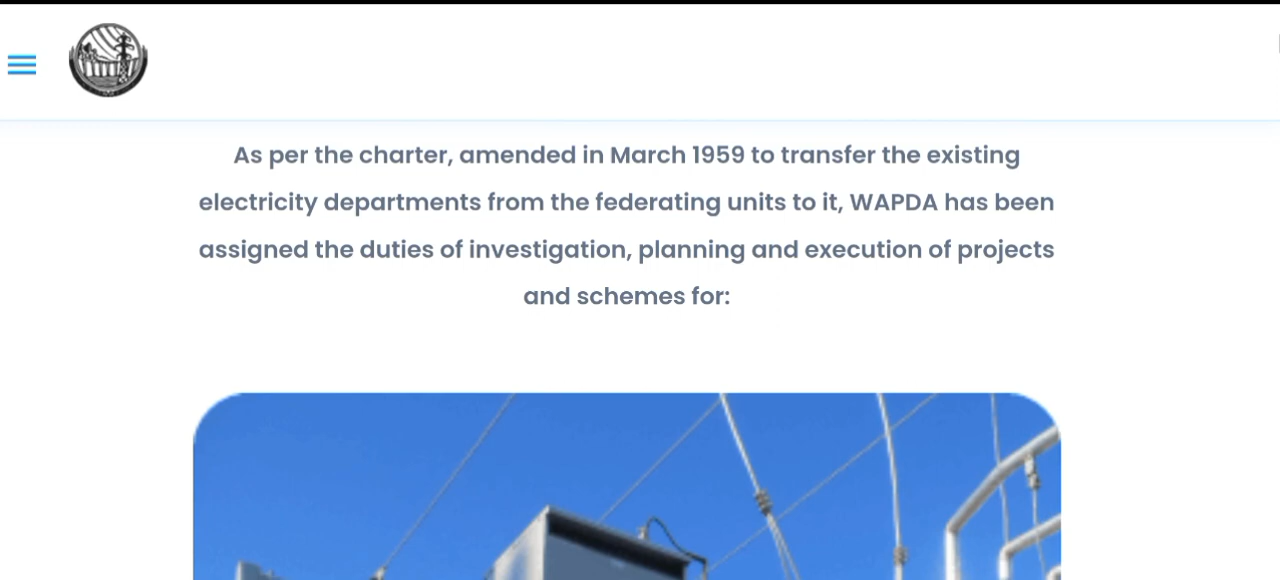 As per the charter, amended in March 1959 to transfer the existing
electricity departments from the federating units to it, WAPDA has been
assigned the duties of investigation, planning and execution of projects
and schemes for: